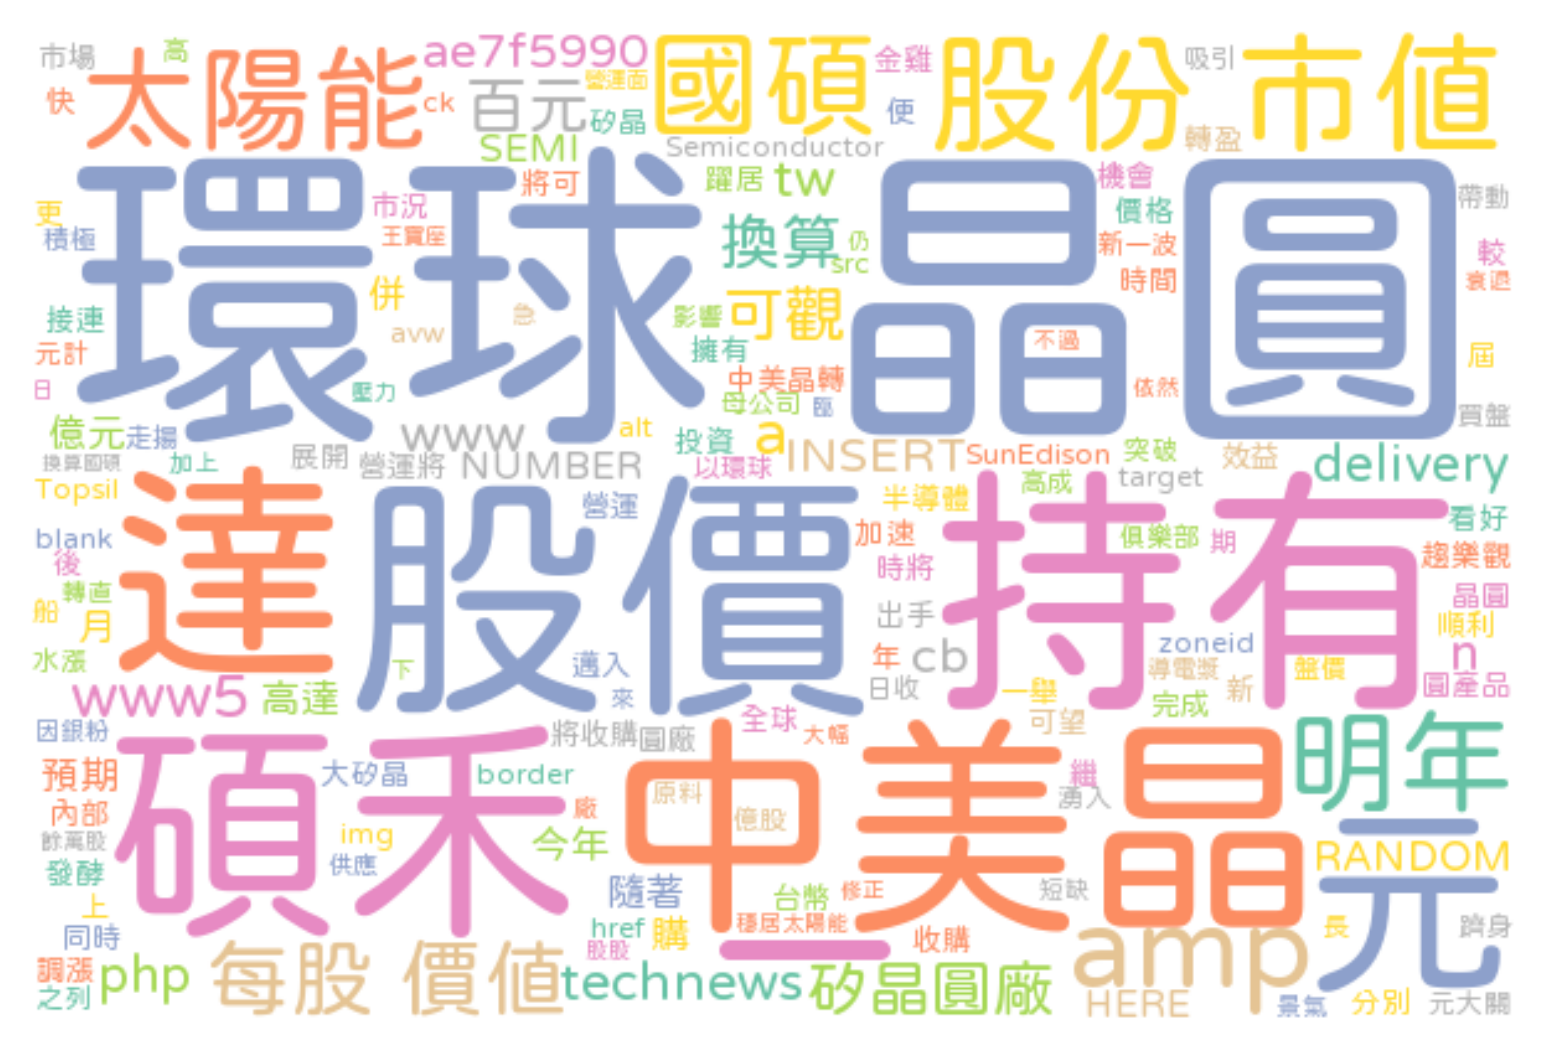 市場 高 太陽能 ae7f5990 國碩 金雞 股份 吸引 市値
快 ck 百元 營運面 矽晶 便 轉盈
SEMI Semiconductor
環球 晶圓 將可 躍居 tw 機會 帶動
更 積極 市況 王寶座 換算 仍 src 價格 新一波 較
併 可觀 時間 衰退
接連 avw 急 影響 擁有 不過 屆
元計 日 壓力 中美晶轉 母公司 臨 依然 買盤
億元 走揚 www alt 投資 a INSERT SunEdison 突破 效益 delivery
換算國碩 加上 展開 營運將 NUMBER 以環球 高成 target
Topsil 達 股價 營運 半導體 持有 看好
blank 後 加速 俱樂部 期 趨樂觀
轉直 時將 晶圓
船 月 出手 zoneid 順利
水漲 下 邁入 年 cb 導電漿 盤價 n
www5 高達 來 日收 一舉 新 圓產品
因銀粉 碩禾 將收購 圓廠 全球 大幅 中美晶 可望 完成 明年
預期 大矽晶 border 繼
內部 原料 湧入
餘萬股 img 今年 廠 億股 RANDOM
發酵 供應 隨著 台幣 修正 短缺 元
上 href 購 穩居太陽能 長 躋身
同時 股股 一 收購
調漲 php 每股 價値 technews 矽晶圓廠 amp
之列 HERE 景氣 分別 元大關